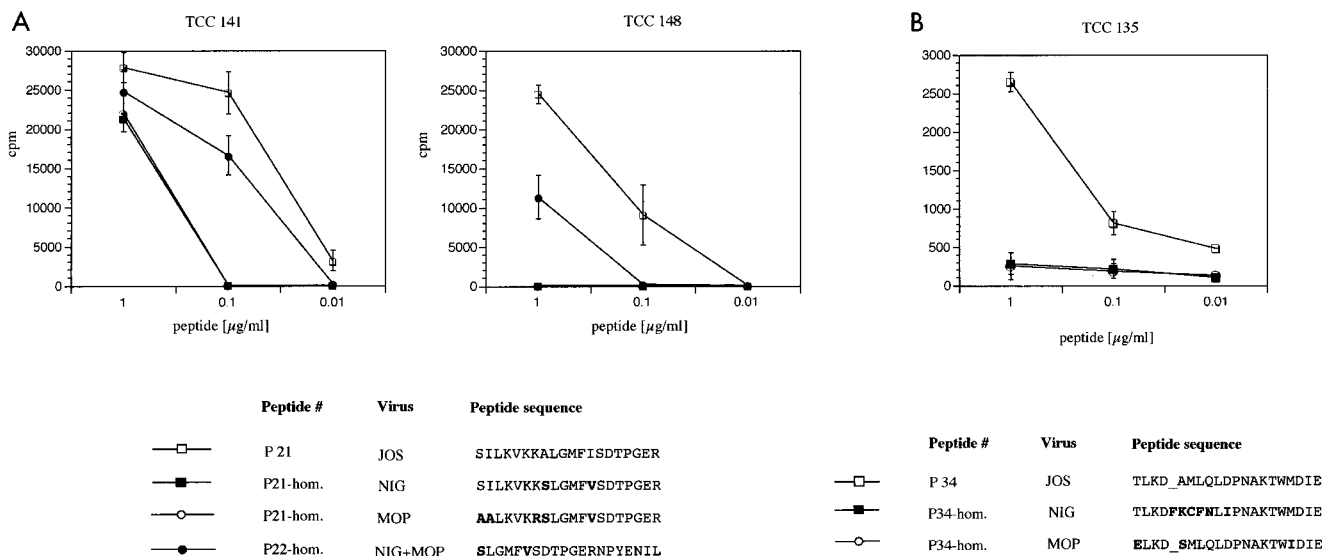 A
TCC 141
TCC 148
B
TCC 135
30000
25000
20000
15000
10000
5000
0
cpm
1
0.1
0.01
peptide [µg/ml]
30000
25000
20000
15000
10000
5000
0
cpm
1
0.1
0.01
peptide [µg/ml]
3000
2500
2000
1500
1000
500
0
1
0.1
0.01
peptide [µg/ml]
Peptide # Virus Peptide sequence
P 21 JOS SILKVKKALGMFISDTPGER
P21-hom. NIG SILKVKKSLGMFVSDTPGER
P21-hom. MOP AALKVKRSLGMFVSDTPGER
P22-hom. NIG+MOP SLGMFVSDTPGERNPYENIL
Peptide # Virus Peptide sequence
P 34 JOS TLKD_AMLQLDPNAKTWMDIE
P34-hom. NIG TLKDFKCFNLIPNAKTWMDIE
P34-hom. MOP ELKD_SMLQLDPNAKTWIDIE